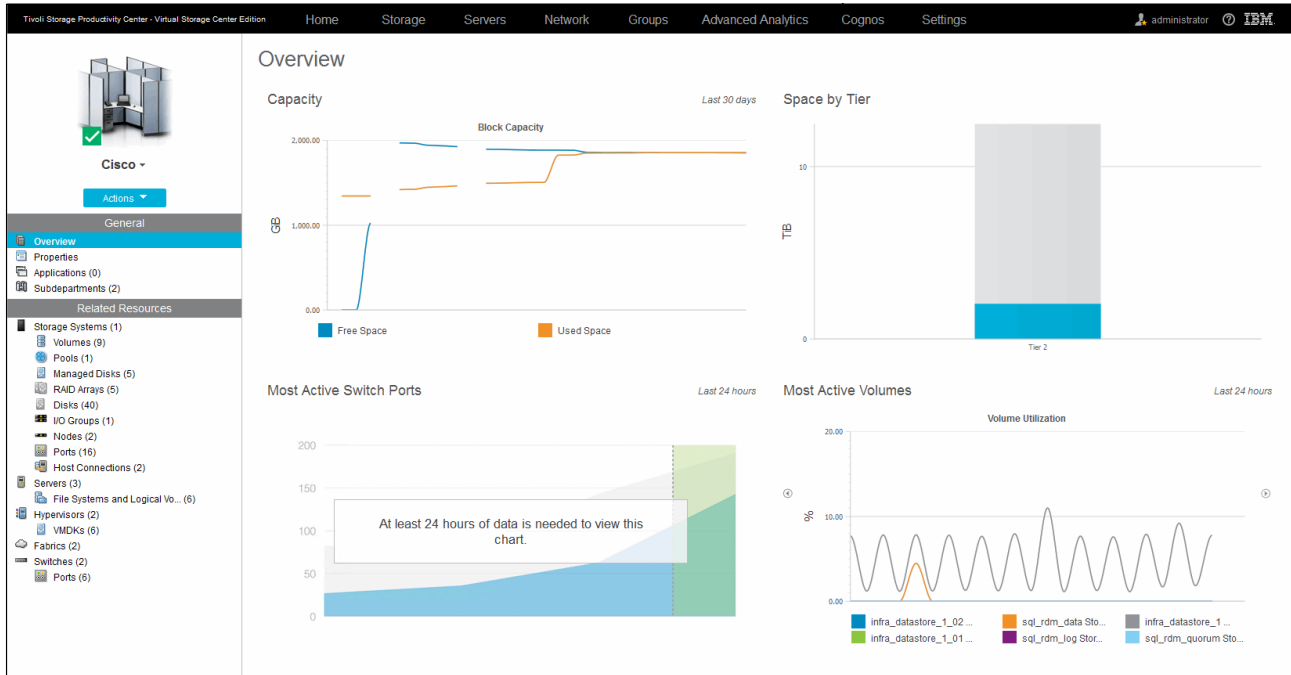 Tivoli Storage Productivity Center - Virtual Storage Center Edition
Home Storage Servers Network Groups Advanced Analytics Cognos Settings
administrator ? IBM.
Cisco
Actions
General
Overview
Properties
Applications (0)
Subdepartments (2)
Related Resources
Storage Systems (1)
Volumes (9)
Pools (1)
Managed Disks (5)
RAID Arrays (5)
Disks (40)
I/O Groups (1)
Nodes (2)
Ports (16)
Host Connections (2)
Servers (3)
File Systems and Logical Vo... (6)
Hypervisors (2)
VMDKs (6)
Fabrics (2)
Switches (2)
Ports (6)
Overview
Capacity Last 30 days
Block Capacity
2,000.00
GiB
1,000.00
0.00
Free Space Used Space
Space by Tier
10
TiB
0
Tier 2
Most Active Switch Ports Last 24 hours
200
150
100
50
0
At least 24 hours of data is needed to view this
chart.
Most Active Volumes Last 24 hours
Volume Utilization
20.00
%
10.00
0.00
infra_datastore_1_02 ... sql_rdm_data Sto... infra_datastore_1 ...
infra_datastore_1_01 ... sql_rdm_log Stor... sql_rdm_quorum Sto...